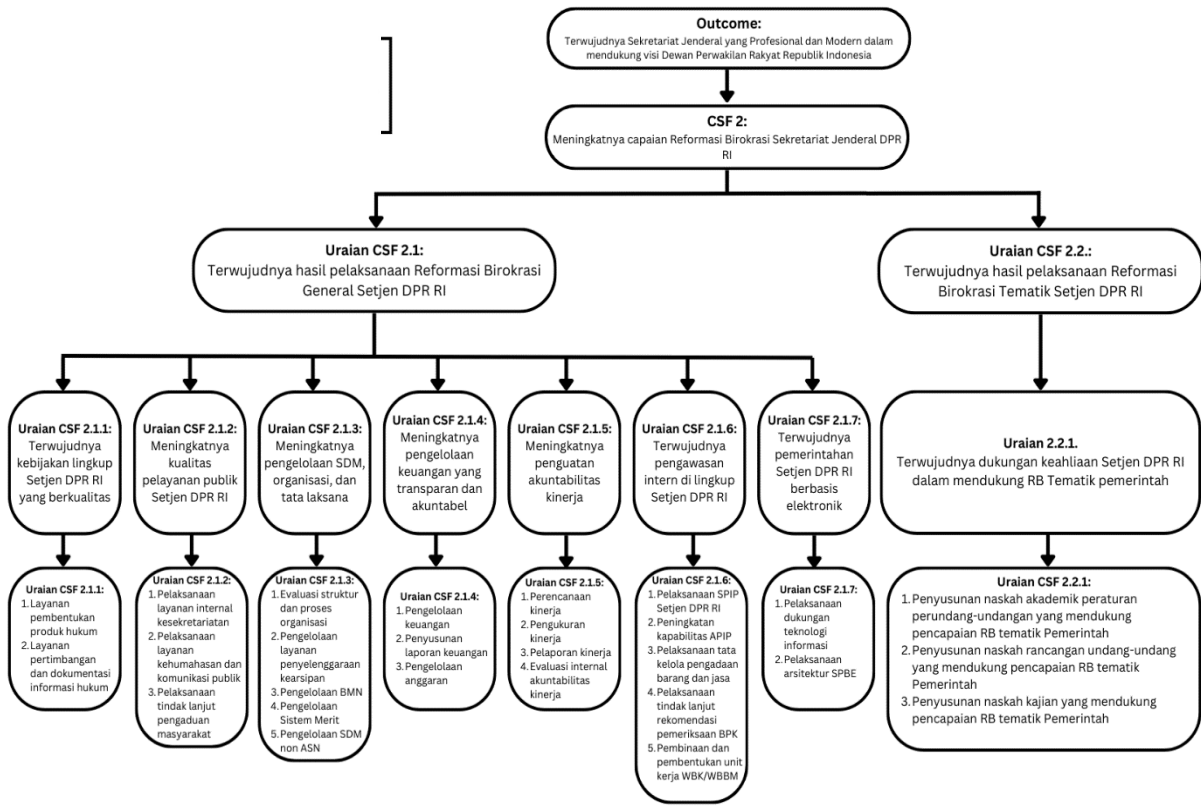 Outcome:
Terwujudnya Sekretariat Jenderal yang Profesional dan Modern dalam
mendukung visi Dewan Perwakilan Rakyat Republik Indonesia
CSF 2:
Meningkatnya capaian Reformasi Birokrasi Sekretariat Jenderal DPR
RI
Uraian CSF 2.1:
Terwujudnya hasil pelaksanaan Reformasi Birokrasi
General Setjen DPR RI
Uraian CSF 2.2.:
Terwujudnya hasil pelaksanaan Reformasi
Birokrasi Tematik Setjen DPR RI
Uraian CSF 2.1.1:
Terwujudnya
kebijakan lingkup
Setjen DPR RI
yang berkualitas
Uraian CSF 2.1.2:
Meningkatnya
kualitas
pelayanan publik
Setjen DPR RI
Uraian CSF 2.1.3:
Meningkatnya
pengelolaan SDM,
organisasi, dan
tata laksana
Uraian CSF 2.1.4:
Meningkatnya
pengelolaan
keuangan yang
transparan dan
akuntabel
Uraian CSF 2.1.5:
Meningkatnya
penguatan
akuntabilitas
kinerja
Uraian CSF 2.1.6:
Terwujudnya
pengawasan
intern di lingkup
Setjen DPR RI
Uraian CSF 2.1.7:
Terwujudnya
pemerintahan
Setjen DPR RI
berbasis
elektronik
Uraian 2.2.1.
Terwujudnya dukungan keahliaan Setjen DPR RI
dalam mendukung RB Tematik pemerintah
Uraian CSF 2.1.1:
1. Layanan
pembentukan
produk hukum
2. Layanan
pertimbangan
dan dokumentasi
informasi hukum
Uraian CSF 2.1.2:
1. Pelaksanaan
layanan internal
kesekretariatan
2. Pelaksanaan
layanan
kehumahasan dan
komunikasi publik
3. Pelaksanaan
tindak lanjut
pengaduan
masyarakat
Uraian CSF 2.1.3:
1. Evaluasi struktur
dan proses
organisasi
2. Pengelolaan
layanan
penyelenggaraan
kearsipan
3. Pengelolaan BMN
4. Pengelolaan
Sistem Merit
5. Pengelolaan SDM
non ASN
Uraian CSF
2.1.4:
1. Pengelolaan
keuangan
2. Penyusunan
laporan keuangan
3. Pengelolaan
anggaran
Uraian CSF 2.1.5:
1. Perencanaan
kinerja
2. Pengukuran
kinerja
3. Pelaporan kinerja
4. Evaluasi internal
akuntabilitas
kinerja
Uraian CSF
2.1.6:
1. Pelaksanaan SPIP
Setjen DPR RI
2. Peningkatan
kapabilitas APIP
3. Pelaksanaan tata
kelola pengadaan
barang dan jasa
4. Pelaksanaan
tindak lanjut
rekomendasi
pemeriksaan BPK
5. Pembinaan dan
pembentukan unit
kerja WBK/WBBM
Uraian CSF
2.1.7:
1. Pelaksanaan
dukungan
teknologi
informasi
2. Pelaksanaan
arsitektur SPBE
Uraian CSF 2.2.1:
1. Penyusunan naskah akademik peraturan
perundang-undangan yang mendukung
pencapaian RB tematik Pemerintah
2. Penyusunan naskah rancangan undang-undang
yang mendukung pencapaian RB tematik
Pemerintah
3. Penyusunan naskah kajian yang mendukung
pencapaian RB tematik Pemerintah